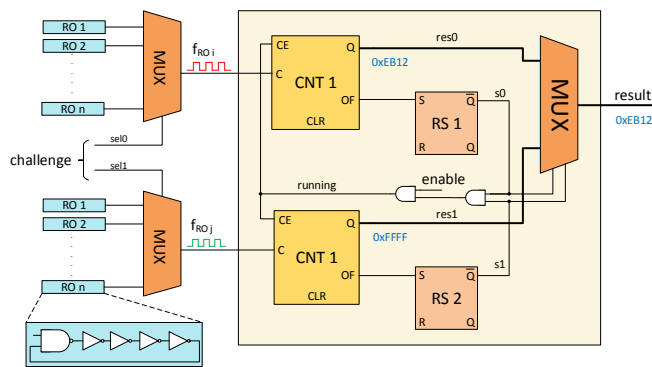 RO 1
RO 2
RO n
MUX
f RO i
sel0
challenge
sel1
RO 1
RO 2
RO n
MUX
f RO j
CE
C
CNT 1
Q
OF
CLR
res0
0xEB12
S
Q
RS 1
R
Q
s0
running
enable
CE
C
CNT 1
Q
OF
CLR
res1
0xFFFF
S
Q
RS 2
R
Q
s1
MUX
result
0xEB12